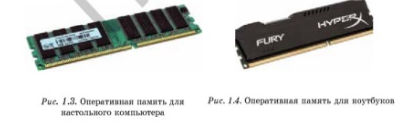 FURY
HYPERX
Рис. 1.3. Оперативная память для
настольного компьютера
Рис. 1.4. Оперативная память для ноутбуков